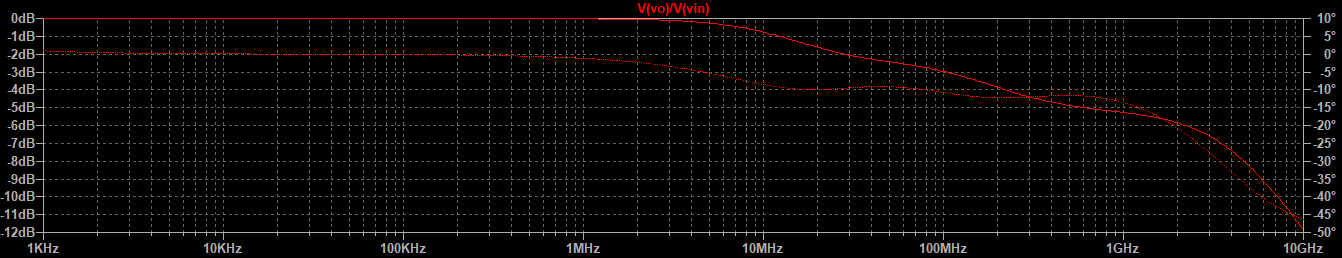 V(vo)/V(vin)
0dB 10°
-1dB 5°
-2dB 0°
-3dB -5°
-4dB -10°
-5dB -15°
-6dB -20°
-7dB -25°
-8dB -30°
-9dB -35°
-10dB -40°
-11dB -45°
-12dB -50°
1KHz 10KHz 100KHz 1MHz 10MHz 100MHz 1GHz 10GHz